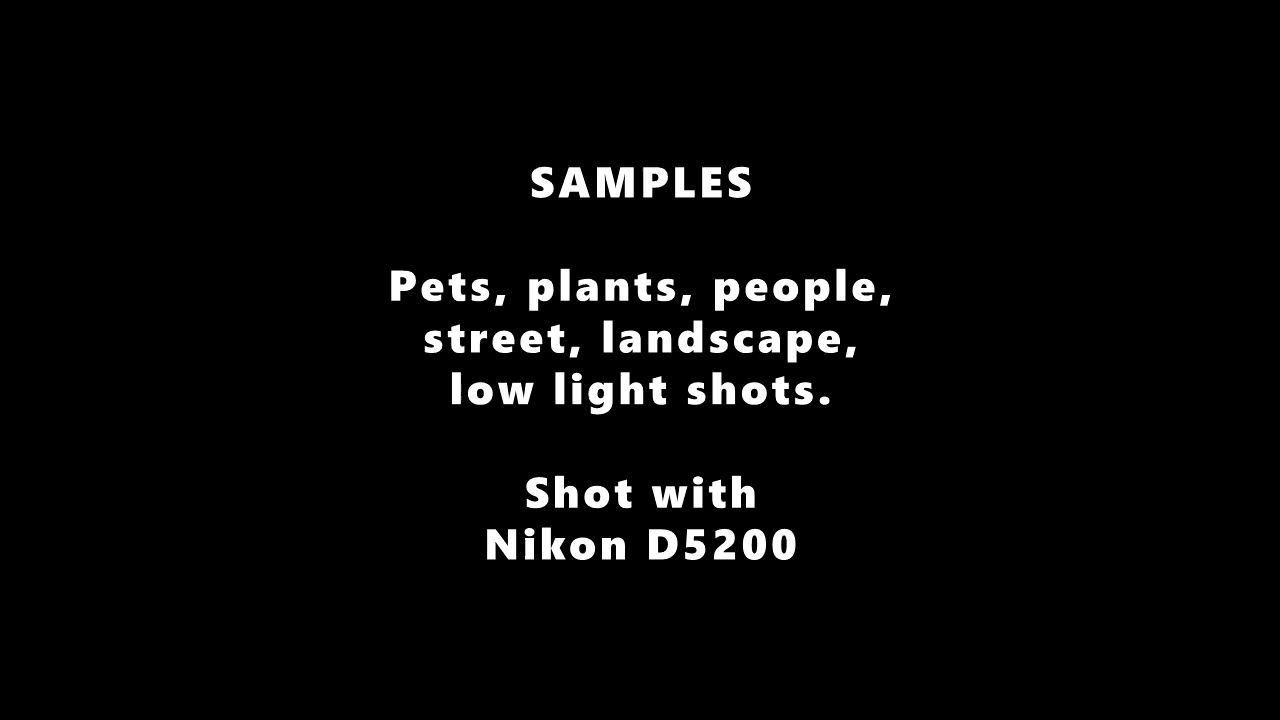 SAMPLES
Pets, plants, people,
street, landscape,
low light shots.
Shot with
Nikon D5200